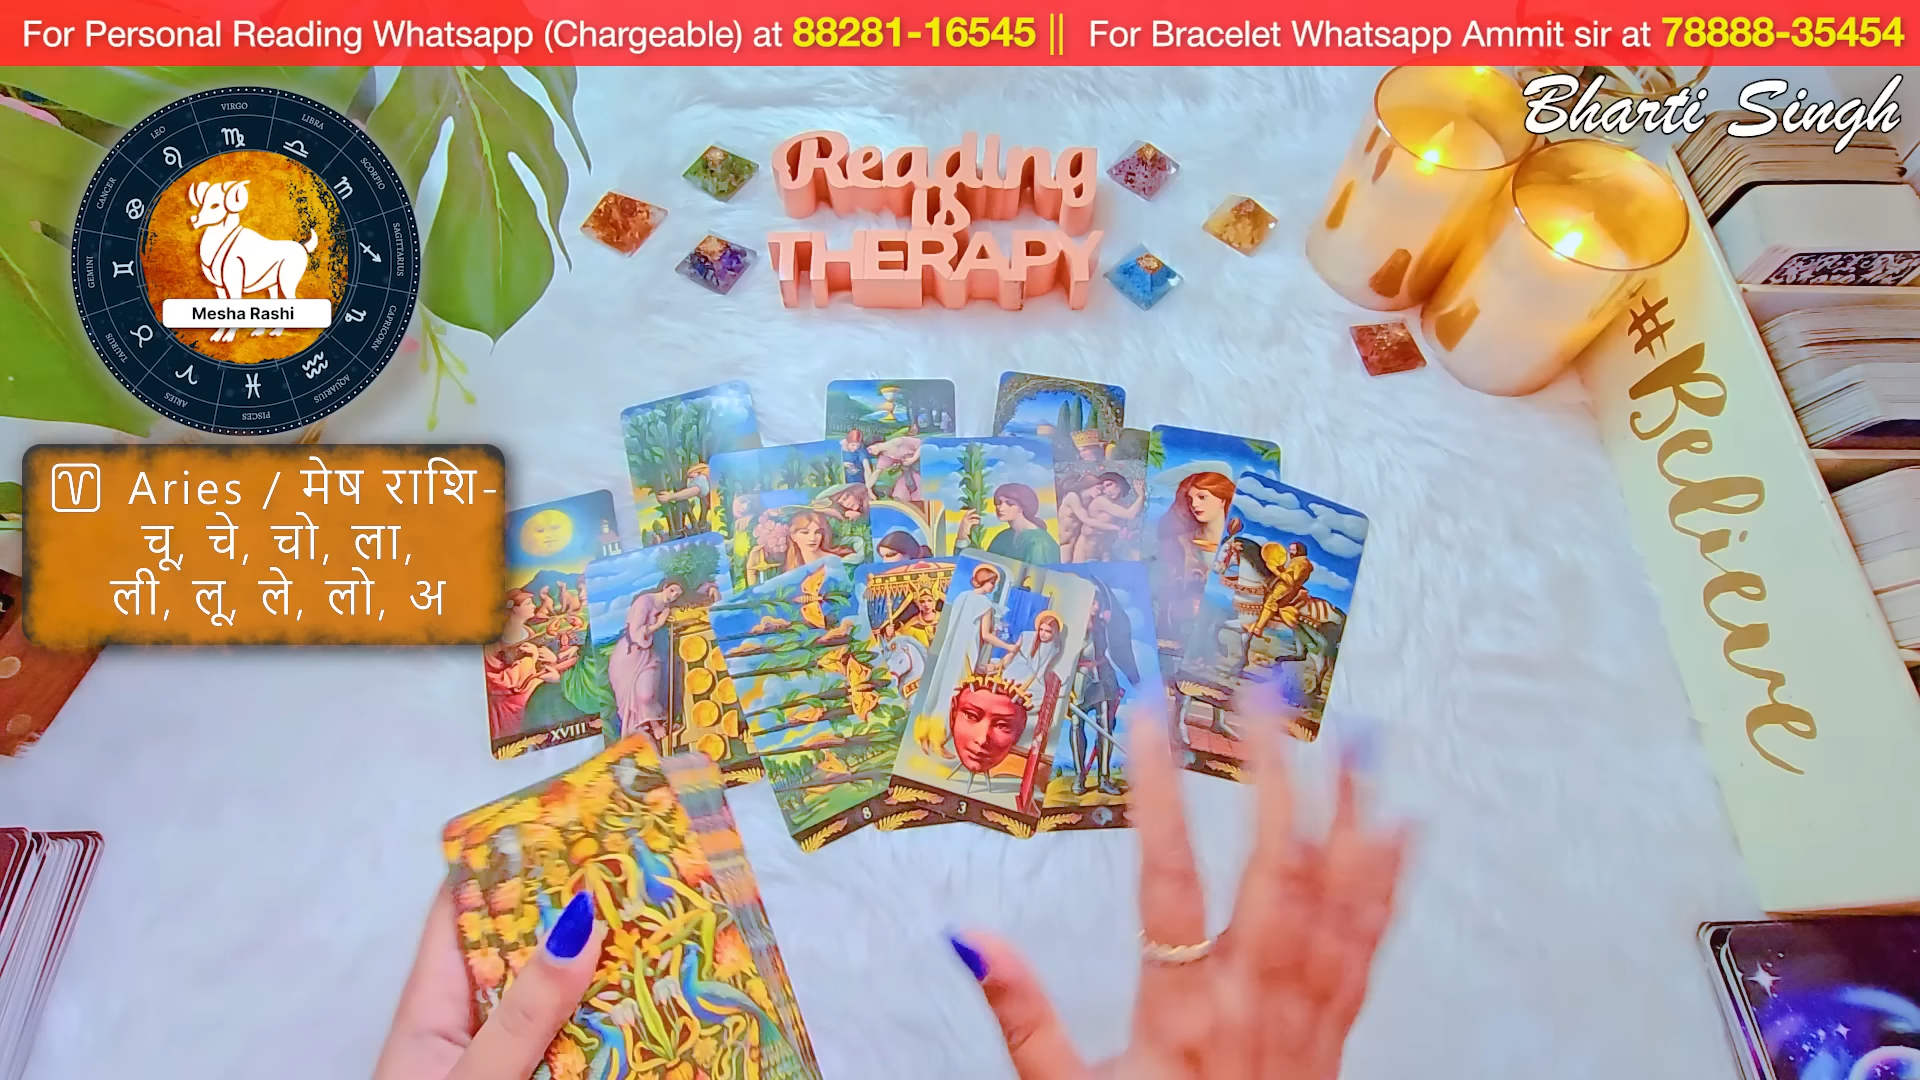 For Personal Reading Whatsapp (Chargeable) at 88281-16545 || For Bracelet Whatsapp Ammit sir at 78888-35454
Bharti Singh
VIRGO
LIBRA
SCORPIO
SAGITTARIUS
CAPRICORN
AQUARIUS
PISCES
ARIES
TAURUS
GEMINI
CANCER
LEO
Mesha Rashi
Reading
is
THERAPY
#Believe
Aries / मेष राशि-
चू, चे, चो, ला,
ली, लू, ले, लो, अ
XVIII
8
3